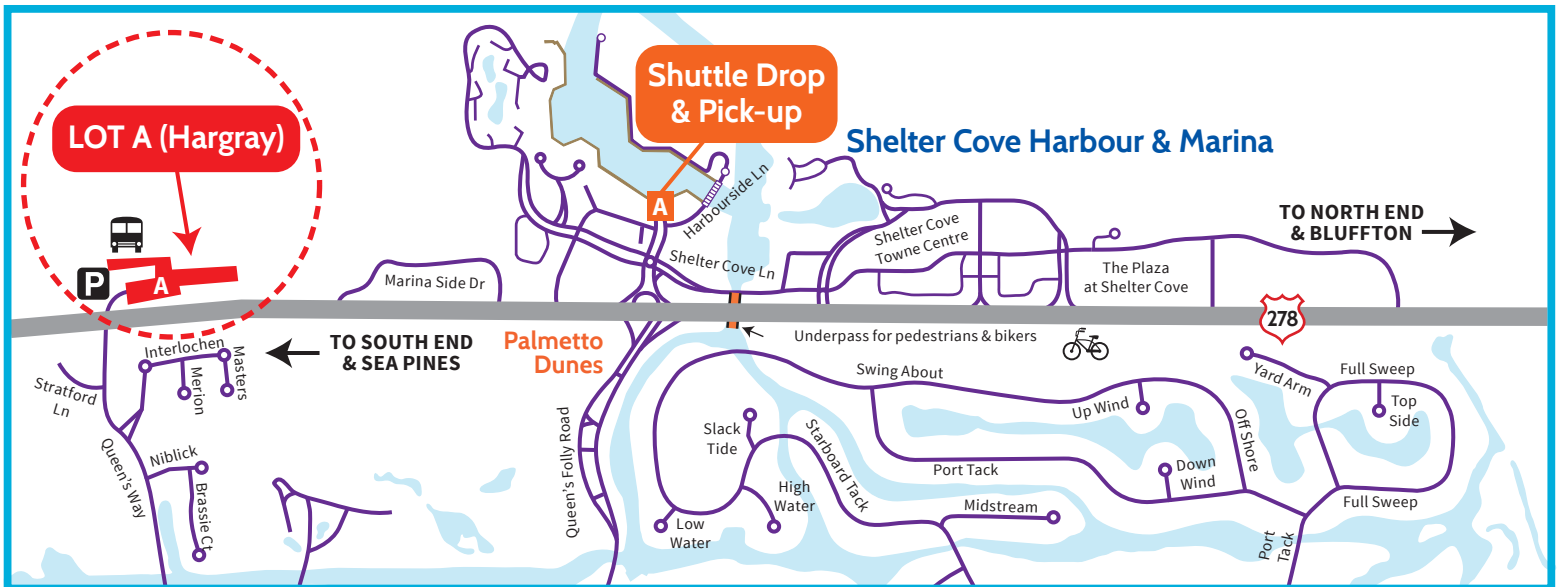 LOT A (Hargray)
P
A
Shuttle Drop
& Pick-up
A
Shelter Cove Harbour & Marina
Harbourside Ln
Shelter Cove Ln
Shelter Cove
Towne Centre
The Plaza
at Shelter Cove
TO NORTH END
& BLUFFTON
Marina Side Dr
278
TO SOUTH END
& SEA PINES
Palmetto
Dunes
Underpass for pedestrians & bikers
Interlochen
Masters
Merion
Stratford
Ln
Queen's Way
Niblick
Brassie Ct
Queen's Folly Road
Slack
Tide
High
Water
Low
Water
Starboard Tack
Swing About
Port Tack
Midstream
Up Wind
Down
Wind
Off Shore
Yard Arm
Full Sweep
Top
Side
Full Sweep
Port
Tack